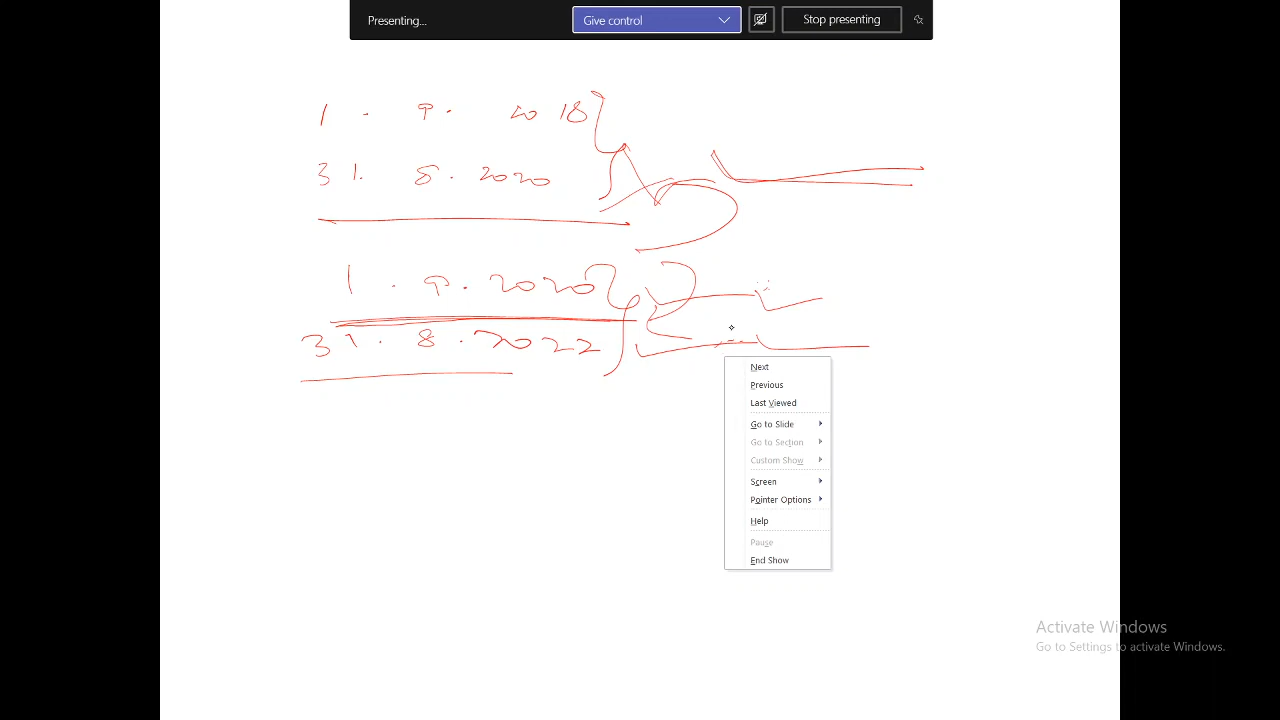 Presenting...
Give control
Stop presenting
1 . 9 . 2018
31 . 8 . 2020
1 . 9 . 2020
31 . 8 . 2022
Next
Previous
Last Viewed
Go to Slide
Go to Section
Custom Show
Screen
Pointer Options
Help
Pause
End Show
Activate Windows
Go to Settings to activate Windows.